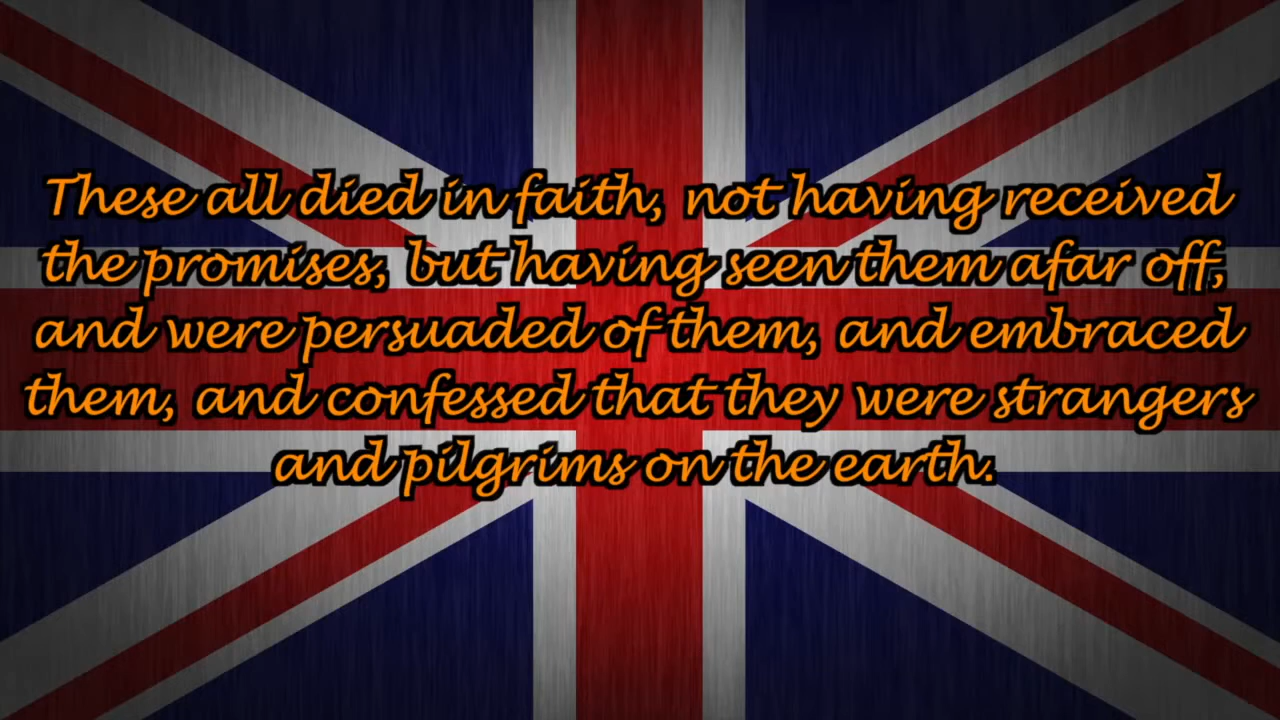 These all died in faith, not having received
the promises, but having seen them afar off,
and were persuaded of them, and embraced
them, and confessed that they were strangers
and pilgrims on the earth.